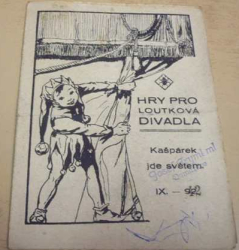 HRY PRO
LOUTKOVÁ
DIVADLA
Kašpárek
jde světem
IX. —